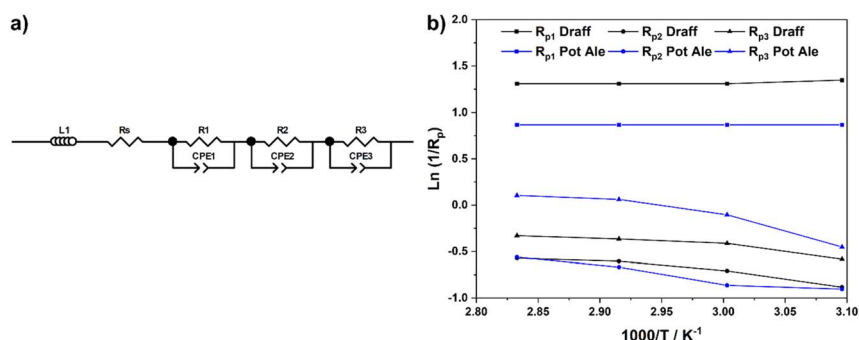 a)
L1
Rs
R1
R2
R3
CPE1
CPE2
CPE3
b)
Rp1 Draff Rp2 Draff Rp3 Draff
Rp1 Pot Ale Rp2 Pot Ale Rp3 Pot Ale
Ln (1/Rp)
2.0
1.5
1.0
0.5
0.0
-0.5
-1.0
2.80 2.85 2.90 2.95 3.00 3.05 3.10
1000/T / K-1